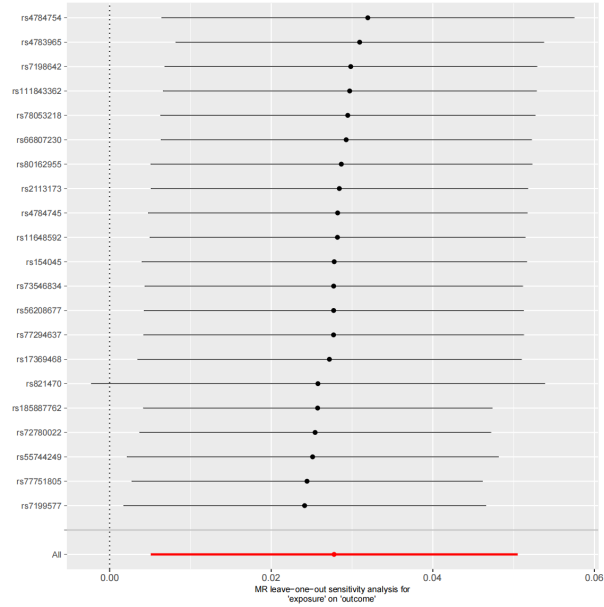 rs4784754
rs4783965
rs7198642
rs111843362
rs78053218
rs66807230
rs80162955
rs2113173
rs4784745
rs11648592
rs154045
rs73546834
rs56208677
rs77294637
rs17369468
rs821470
rs185887762
rs72780022
rs55744249
rs77751805
rs7199577
All
0.00 0.02 0.04 0.06
MR leave−one−out sensitivity analysis for
'exposure' on 'outcome'